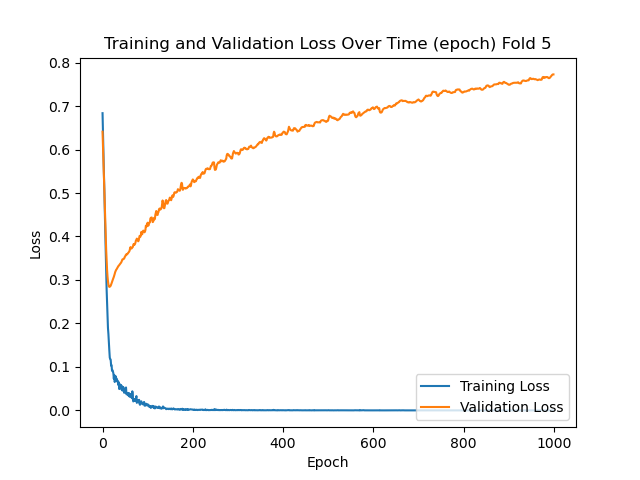 Training and Validation Loss Over Time (epoch) Fold 5
0.8
0.7
0.6
0.5
0.4
0.3
0.2
0.1
0.0
Loss
Training Loss
Validation Loss
0 200 400 600 800 1000
Epoch